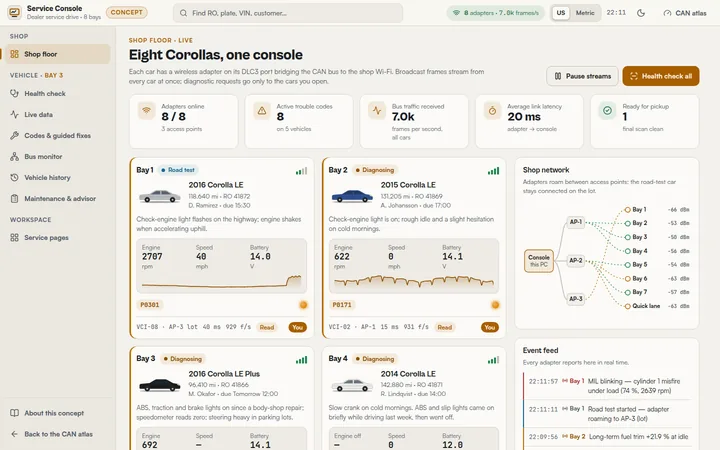 Service Console
Dealer service drive · 8 bays
CONCEPT
Find RO, plate, VIN, customer...
8 adapters · 7.0k frames/s
US
Metric
22:11
CAN atlas
SHOP
Shop floor
VEHICLE · BAY 3
Health check
Live data
Codes & guided fixes
Bus monitor
Vehicle history
Maintenance & advisor
WORKSPACE
Service pages
About this concept
Back to the CAN atlas
SHOP FLOOR · LIVE
Eight Corollas, one console
Each car has a wireless adapter on its DLC3 port bridging the CAN bus to the shop Wi-Fi. Broadcast frames stream from
every car at once; diagnostic requests go only to the cars you open.
Pause streams
Health check all
Adapters online
8 / 8
3 access points
Active trouble codes
8
on 5 vehicles
Bus traffic received
7.0k
frames per second,
all cars
Average link latency
20 ms
adapter → console
Ready for pickup
1
final scan clean
Bay 1
Road test
2016 Corolla LE
118,640 mi · RO 41872
D. Ramirez · due 15:30
Check-engine light flashes on the highway; engine shakes
when accelerating uphill.
Engine
Speed
Battery
2707
40
14.0
rpm
mph
V
P0301
VCI-08 · AP-3 lot 40 ms 929 f/s
Read
You
Bay 2
Diagnosing
2015 Corolla LE
131,205 mi · RO 41869
A. Johansson · due 17:00
Check-engine light is on; rough idle and a slight hesitation
on cold mornings.
Engine
Speed
Battery
622
0
14.1
rpm
mph
V
P0171
VCI-02 · AP-1 15 ms 931 f/s
Read
You
Bay 3
Diagnosing
2016 Corolla LE Plus
96,410 mi · RO 41866
M. Okafor · due Tomorrow 12:00
ABS, traction and brake lights on since a body-shop repair;
speedometer reads zero; steering heavy in parking lots.
Engine
Speed
Battery
692
—
14.1
Bay 4
Diagnosing
2014 Corolla LE
142,880 mi · RO 41871
R. Lindqvist · due 14:00
Slow crank on cold mornings. ABS and slip lights came on
briefly while driving last week, then went off.
Engine off
Speed
Battery
—
0
12.0
Shop network
Adapters roam between access points: the road-test car
stays connected on the lot.
Console
this PC
AP-1
AP-2
AP-3
Bay 1 -66 dBm
Bay 2 -53 dBm
Bay 3 -50 dBm
Bay 4 -56 dBm
Bay 5 -54 dBm
Bay 6 -63 dBm
Bay 7 -57 dBm
Quick lane -63 dBm
Event feed
Every adapter reports here in real time.
22:11:57 Bay 1 MIL blinking — cylinder 1 misfire
under load (74 %, 2639 rpm)
22:11:11 Bay 1 Road test started — adapter
roaming to AP-3 (lot)
22:09:56 Bay 2 Long-term fuel trim +21.9 % at idle